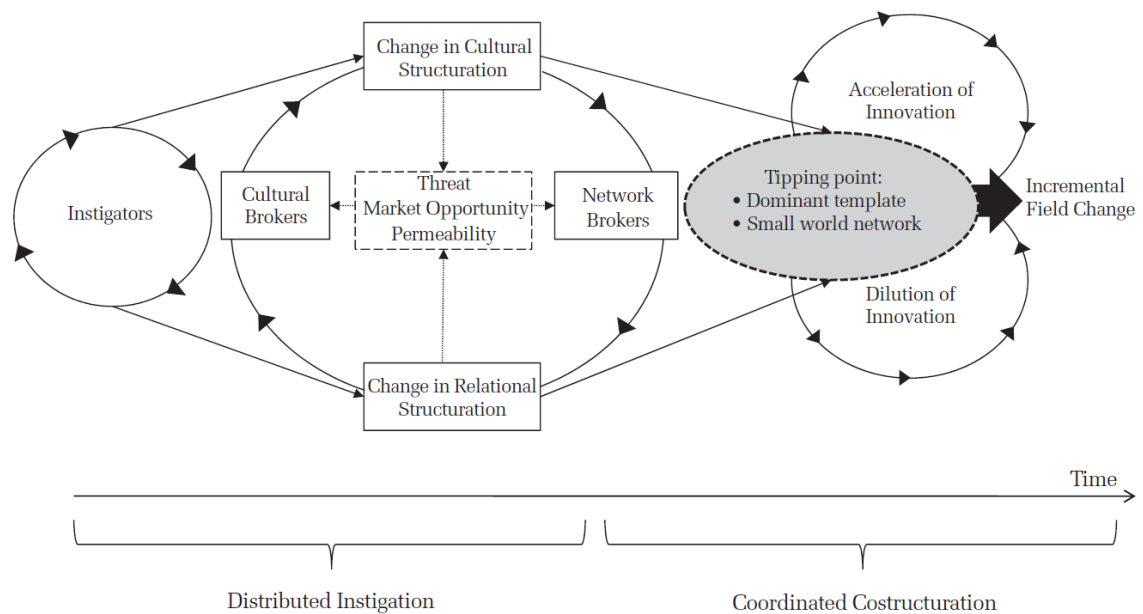 Change in Cultural
Structuration
Acceleration of
Innovation
Instigators
Cultural
Brokers
Threat
Market Opportunity
Permeability
Network
Brokers
Tipping point:
• Dominant template
• Small world network
Incremental
Field Change
Dilution of
Innovation
Change in Relational
Structuration
Time
Distributed Instigation
Coordinated Costructuration